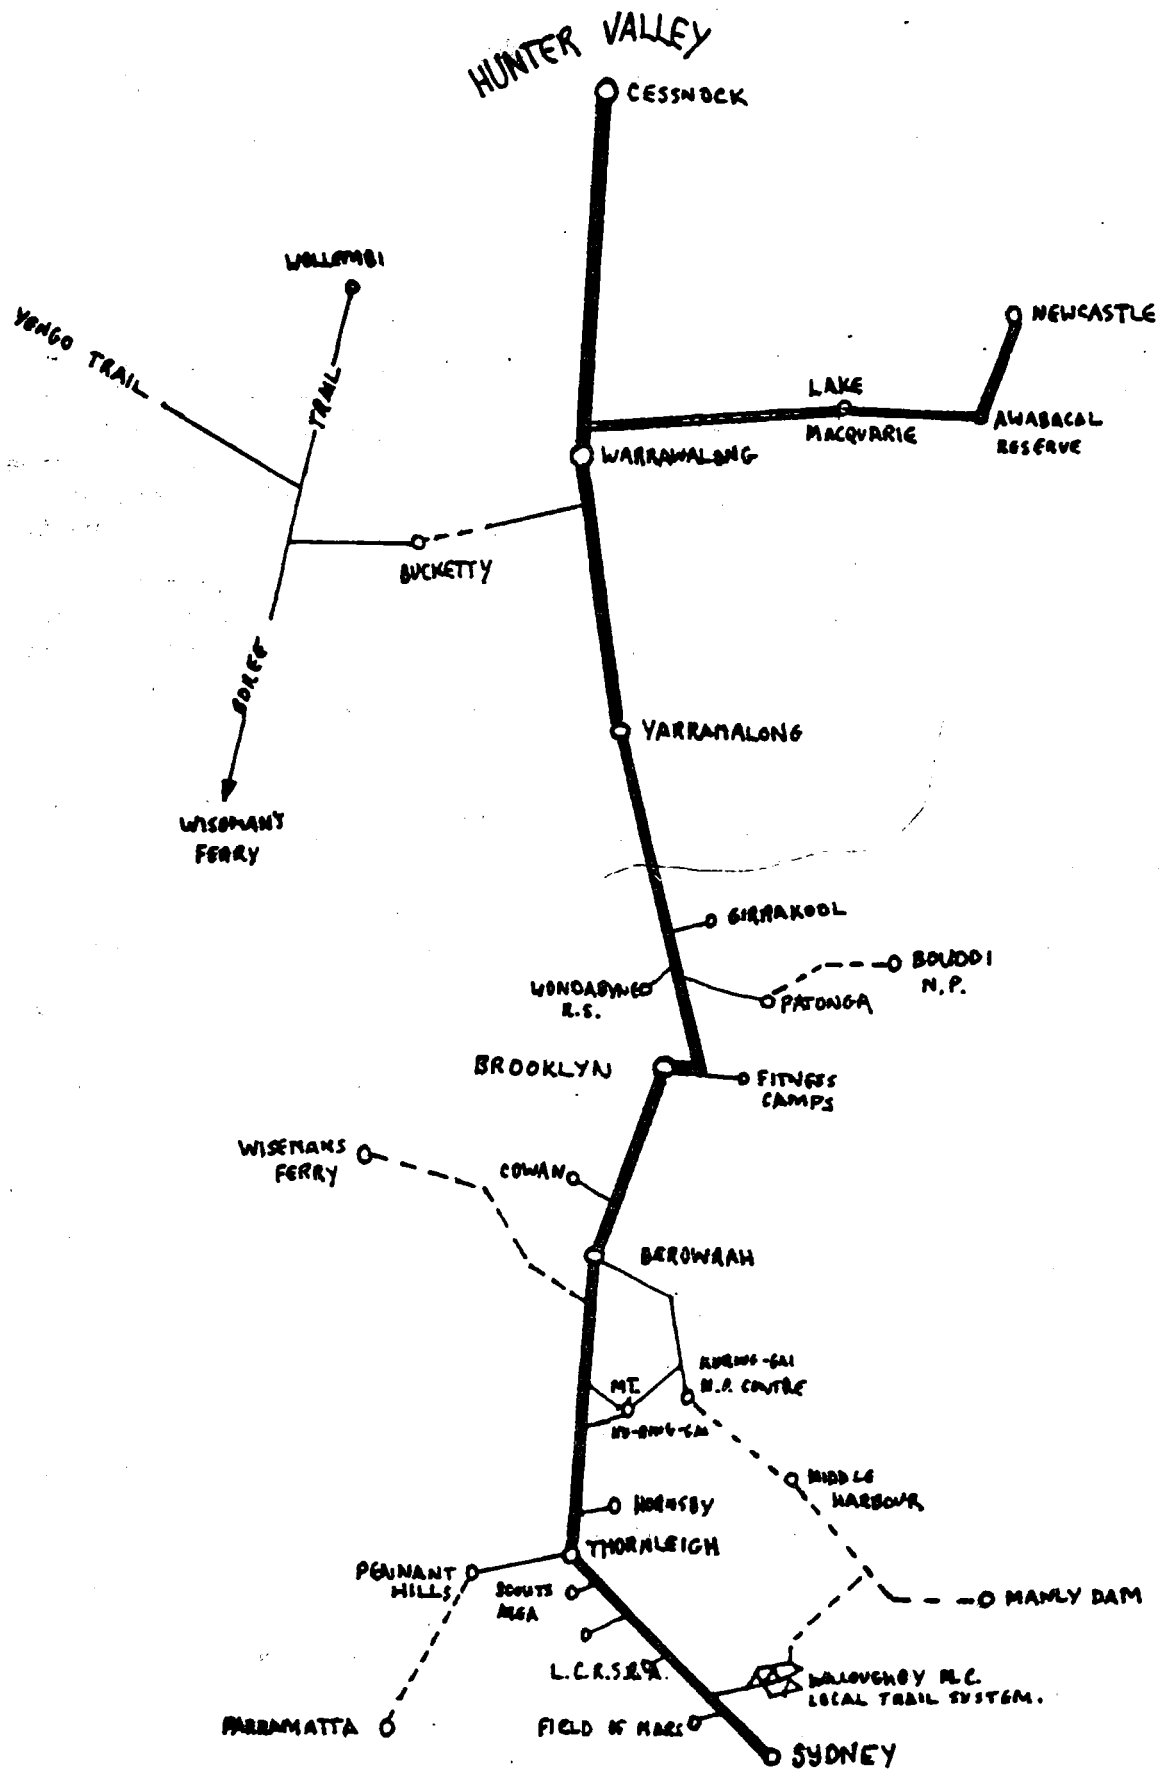 HUNTER VALLEY
CESSNOCK
WOLLOMBI
NEWCASTLE
YENGO TRAIL
TRAIL
LAKE
MACQUARIE
AWABACAL
RESERVE
WARRAWALONG
BUCKETTY
BOREE
YARRAMALONG
WISEMAN'S
FERRY
GIRRAKOOL
BOUDDI
N.P.
WONDABYNE
R.S.
PATONGA
BROOKLYN
FITNESS
CAMPS
WISEMANS
FERRY
COWAN
BEROWRAH
KURING-GAI
N.P. CENTRE
MT.
KU-RING-GAI
MIDDLE
HARBOUR
HORNSBY
THORNLEIGH
PENNANT
HILLS
SCOUTS
AREA
MANLY DAM
L.C.R.S.R.A.
WILLOUGHBY M.C.
LOCAL TRAIL SYSTEM.
PARRAMATTA
FIELD OF MARS
SYDNEY